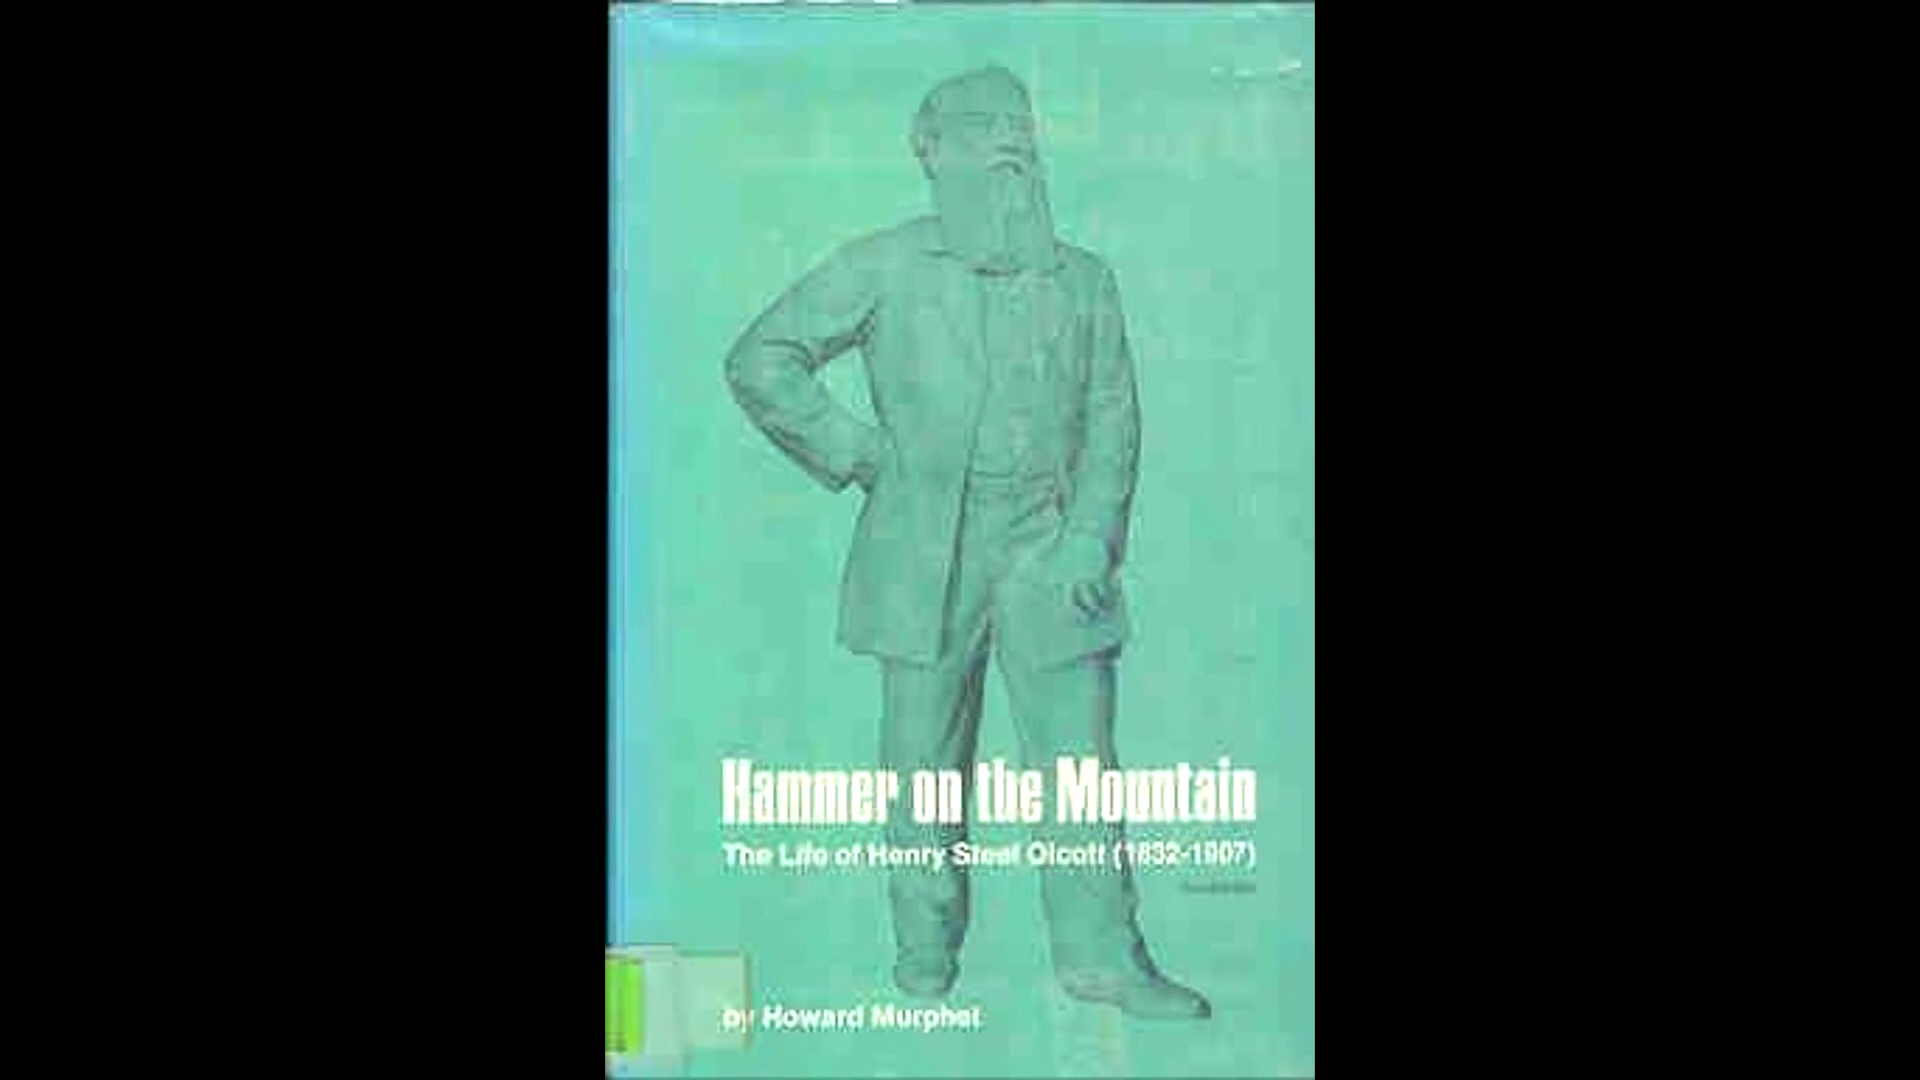 Hammer on the Mountain
The Life of Henry Steel Olcott (1832-1907)
by Howard Murphet